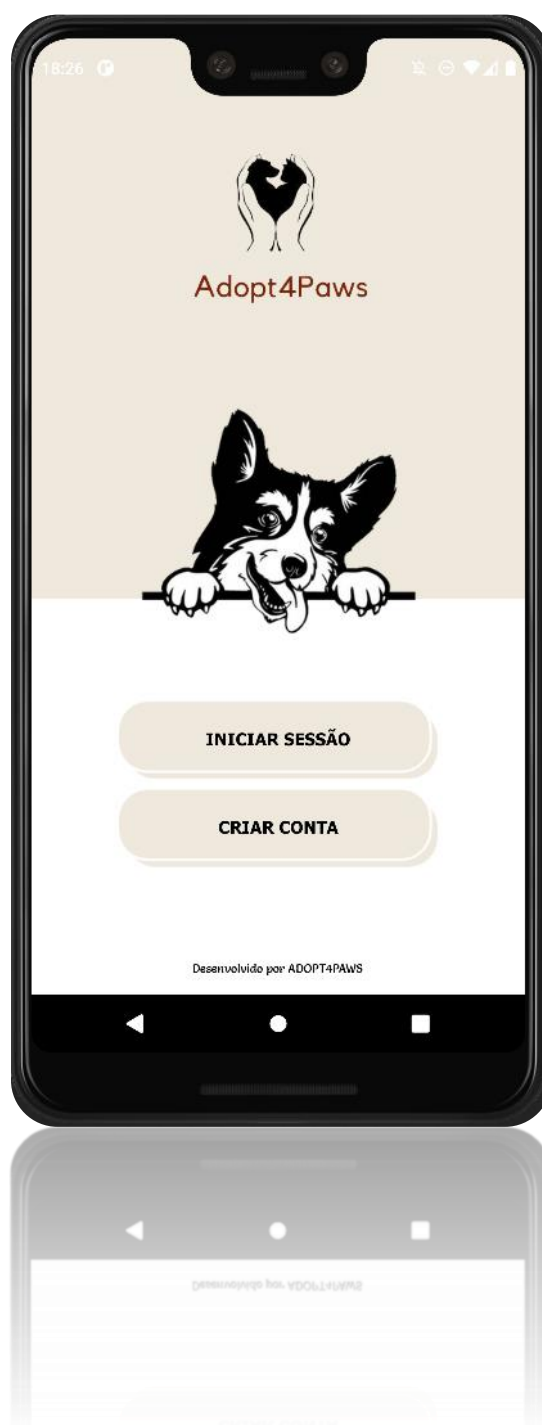 18:26
Adopt4Paws
INICIAR SESSÃO
CRIAR CONTA
Desenvolvido por ADOPT4PAWS